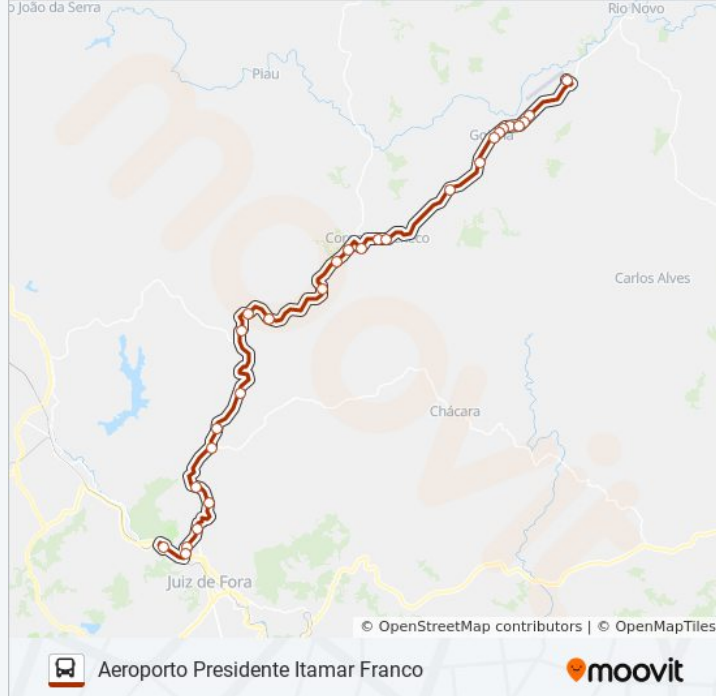 o João da Serra
Rio Novo
Piau
Carlos Alves
Chácara
Juiz de Fora
© OpenStreetMap contributors | © OpenMapTiles
Aeroporto Presidente Itamar Franco
moovit
moovit